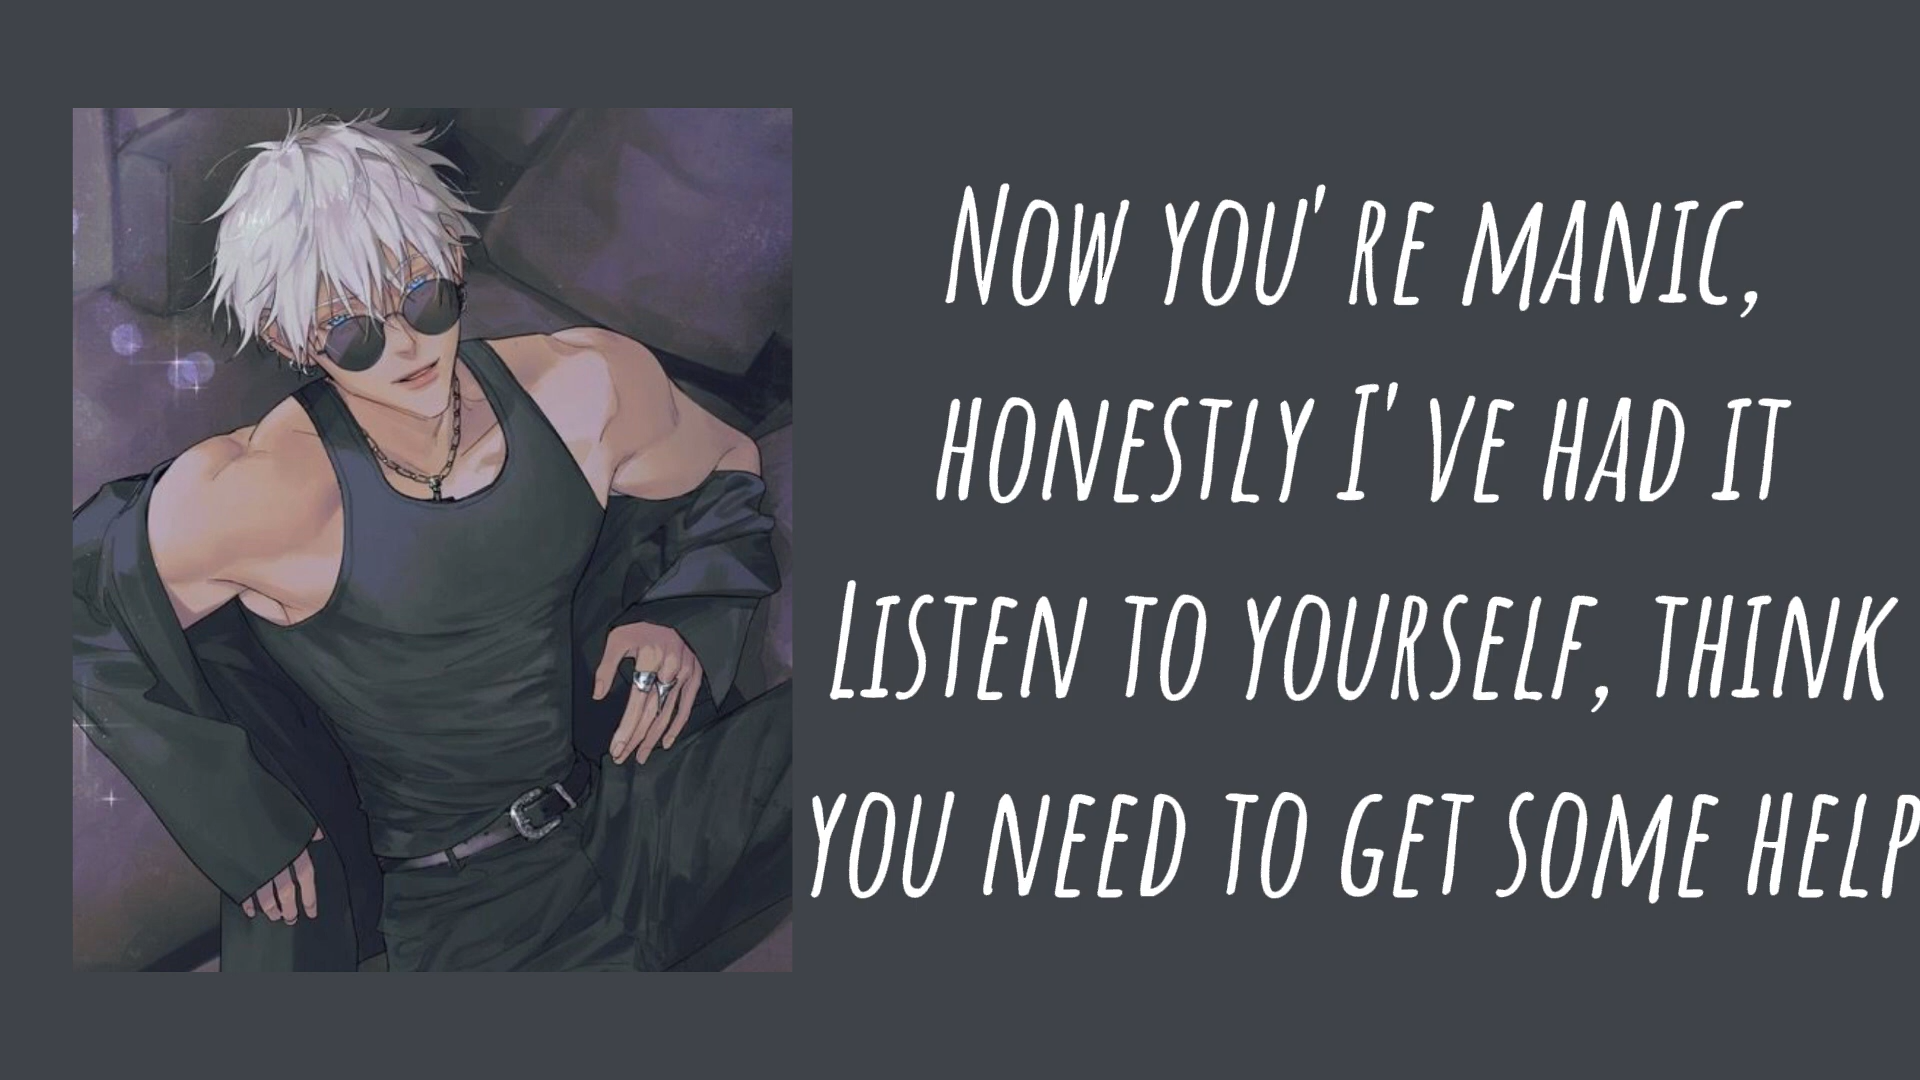 Now you're manic,
honestly I've had it
Listen to yourself, think
you need to get some help